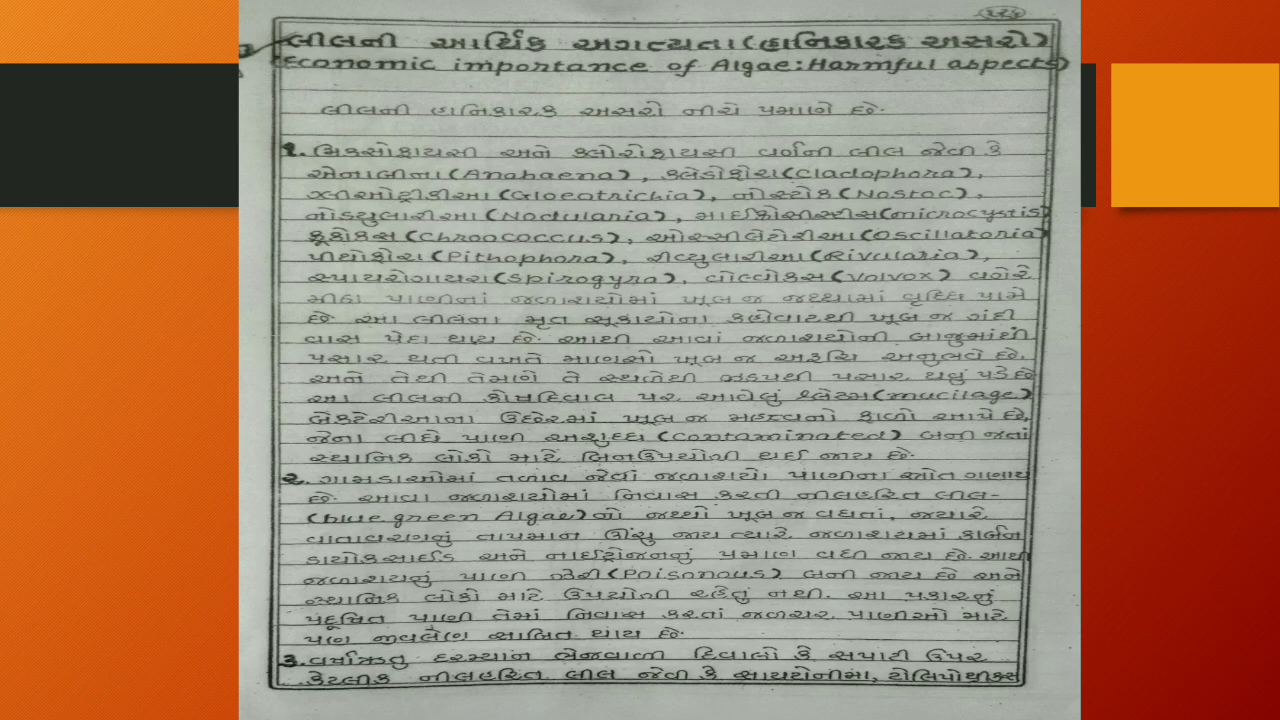 ૨૨૬
લીલની આર્થિક અગત્યતા (હાનિકારક અસરો)
(Economic importance of Algae : Harmful aspects)
લીલની હાનિકારક અસરો નીચે પ્રમાણે છે.
1. મિક્સોફાયસી અને ક્લોરોફાયસી વર્ગની લીલ જેવી કે
એનાબીના (Anabaena), ક્લેડોફોરા (Cladophora),
ગ્લીઓટ્રીકીઆ (Gloeotrichia), નોસ્ટોક (Nostoc),
નોડ્યુલારીઆ (Nodularia), માઈક્રોસીસ્ટીસ (microcystis)
ક્રૂકોકસ (Chroococcus), ઓસ્સીલેટોરીઆ (Oscillatoria)
પીથોફોરા (Pithophora), રીવ્યુલારીઆ (Rivularia),
સ્પાયરોગાયરા (Spirogyra), વોલ્વોક્સ (Volvox) વગેરે
મીઠા પાણીનાં જળાશયોમાં ખૂબ જ જથ્થામાં વૃદ્ધિ પામે
છે. આ લીલના મૃત સૂકાયોના કહોવાટથી ખૂબ જ ગંદી
વાસ પેદા થાય છે. આથી આવાં જળાશયોની બાજુમાંથી
પસાર થતી વખતે માણસો ખૂબ જ અરૂચિ અનુભવે છે.
અને તેથી તેમણે તે સ્થળેથી ઝડપથી પસાર થવું પડે છે
આ લીલની કોષદિવાલ પર આવેલું શ્લેષ્મ (mucilage)
બેક્ટેરીઆના ઉછેરમાં ખૂબ જ મહત્વનો ફાળો આપે છે.
જેના લીધે પાણી અશુધ્ધ (Contaminated) બની જતાં
સ્થાનિક લોકો માટે બિનઉપયોગી થઈ જાય છે.
૨. ગામડાઓમાં તળાવ જેવાં જળાશયો પાણીના સ્ત્રોત ગણાય
છે. આવા જળાશયોમાં નિવાસ કરતી નીલહરિત લીલ-
(blue green Algae) નો જથ્થો ખૂબ જ વધતાં, જ્યારે
વાતાવરણનું તાપમાન ઊંચુ જાય ત્યારે જળાશયમાં કાર્બન
ડાયોકસાઈડ અને નાઈટ્રોજનનું પ્રમાણ વધી જાય છે. આથી
જળાશયનું પાણી ઝેરી (Poisonous) બની જાય છે અને
સ્થાનિક લોકો માટે ઉપયોગી રહેતું નથી. આ પ્રકારનું
પ્રદૂષિત પાણી તેમાં નિવાસ કરતાં જળચર પ્રાણીઓ માટે
પણ જીવલેણ સાબિત થાય છે.
૩. વર્ષાઋતુ દરમ્યાન ભેજવાળી દિવાલો કે સપાટી ઉપર
કેટલીક નીલહરિત લીલ જેવી કે સાયટોનીમા, ટોલિપોથ્રીક્સ